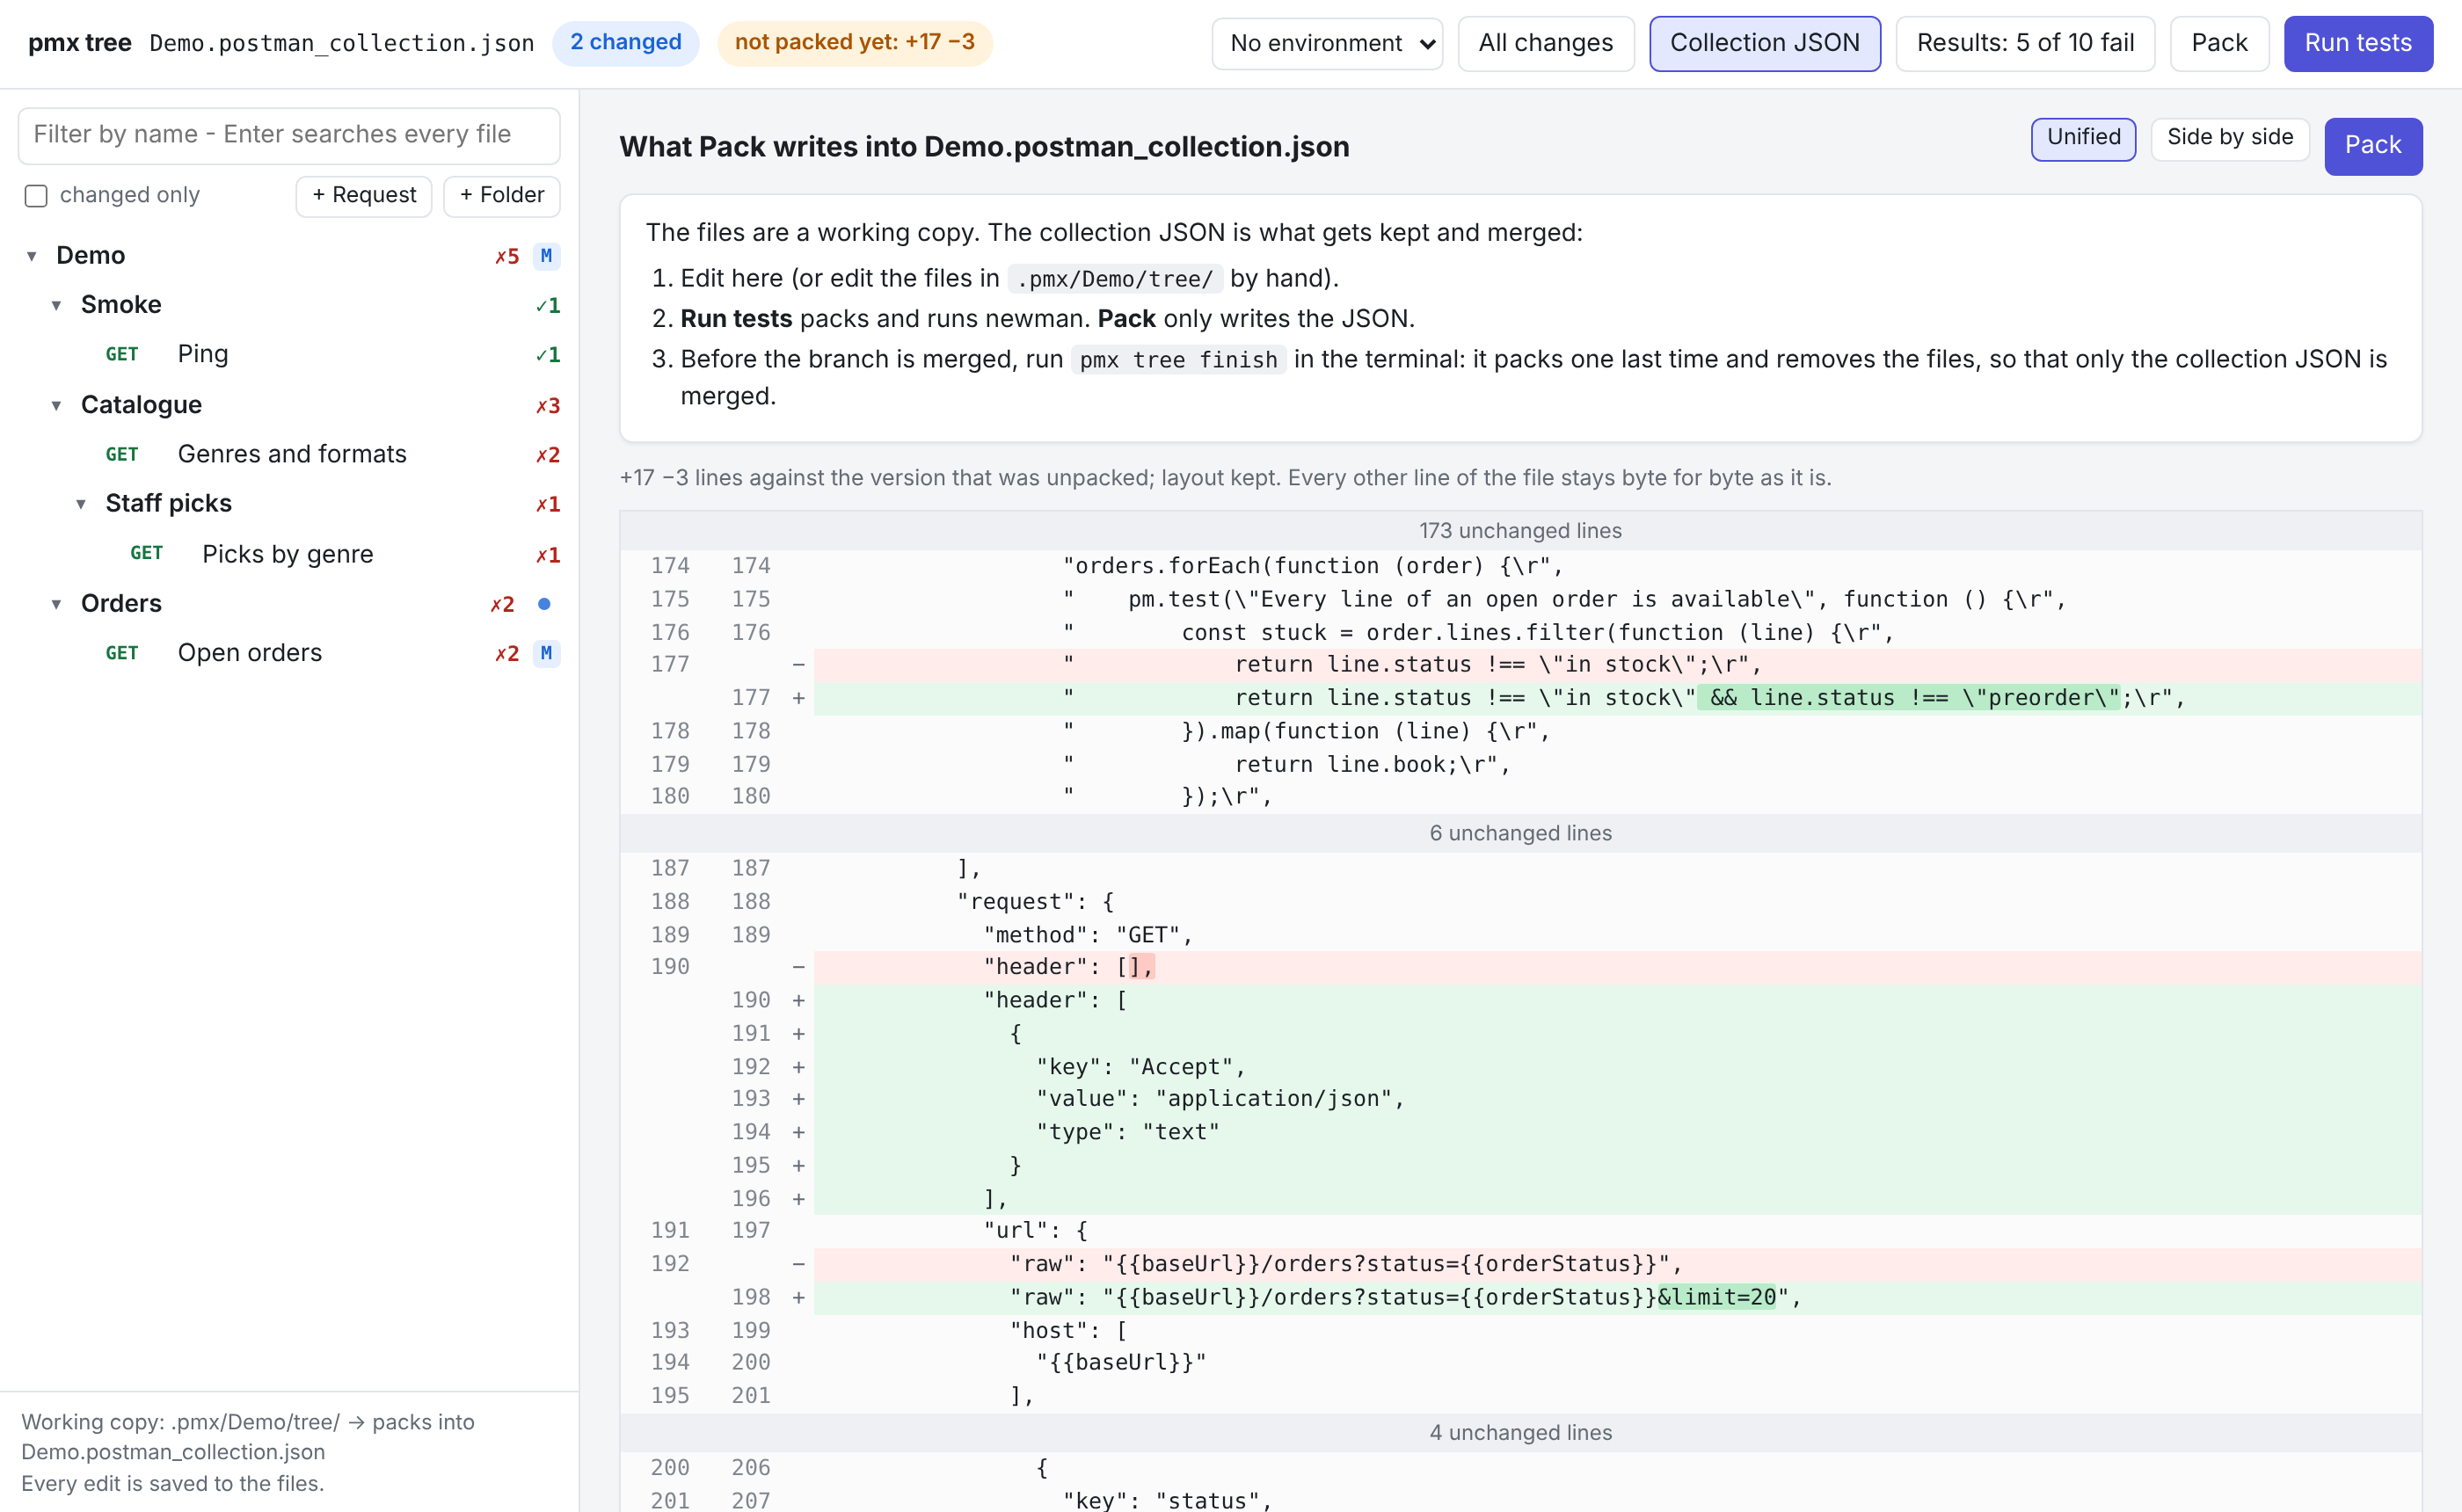 pmx tree Demo.postman_collection.json 2 changed not packed yet: +17 −3 No environment All changes Collection JSON Results: 5 of 10 fail Pack Run tests
Filter by name - Enter searches every file
changed only + Request + Folder
▾ Demo ✗5 M
▾ Smoke ✓1
GET Ping ✓1
▾ Catalogue ✗3
GET Genres and formats ✗2
▾ Staff picks ✗1
GET Picks by genre ✗1
▾ Orders ✗2
GET Open orders ✗2 M
Working copy: .pmx/Demo/tree/ → packs into
Demo.postman_collection.json
Every edit is saved to the files.
What Pack writes into Demo.postman_collection.json Unified Side by side Pack
The files are a working copy. The collection JSON is what gets kept and merged:
1. Edit here (or edit the files in .pmx/Demo/tree/ by hand).
2. Run tests packs and runs newman. Pack only writes the JSON.
3. Before the branch is merged, run pmx tree finish in the terminal: it packs one last time and removes the files, so that only the collection JSON is
merged.
+17 −3 lines against the version that was unpacked; layout kept. Every other line of the file stays byte for byte as it is.
173 unchanged lines
174 174 "orders.forEach(function (order) {\r",
175 175 "    pm.test(\"Every line of an open order is available\", function () {\r",
176 176 "        const stuck = order.lines.filter(function (line) {\r",
177 − "            return line.status !== \"in stock\";\r",
177 + "            return line.status !== \"in stock\" && line.status !== \"preorder\";\r",
178 178 "        }).map(function (line) {\r",
179 179 "            return line.book;\r",
180 180 "        });\r",
6 unchanged lines
187 187 ],
188 188 "request": {
189 189 "method": "GET",
190 − "header": [],
190 + "header": [
191 + {
192 + "key": "Accept",
193 + "value": "application/json",
194 + "type": "text"
195 + }
196 + ],
191 197 "url": {
192 − "raw": "{{baseUrl}}/orders?status={{orderStatus}}",
198 + "raw": "{{baseUrl}}/orders?status={{orderStatus}}&limit=20",
193 199 "host": [
194 200 "{{baseUrl}}"
195 201 ],
4 unchanged lines
200 206 {
201 207 "key": "status",